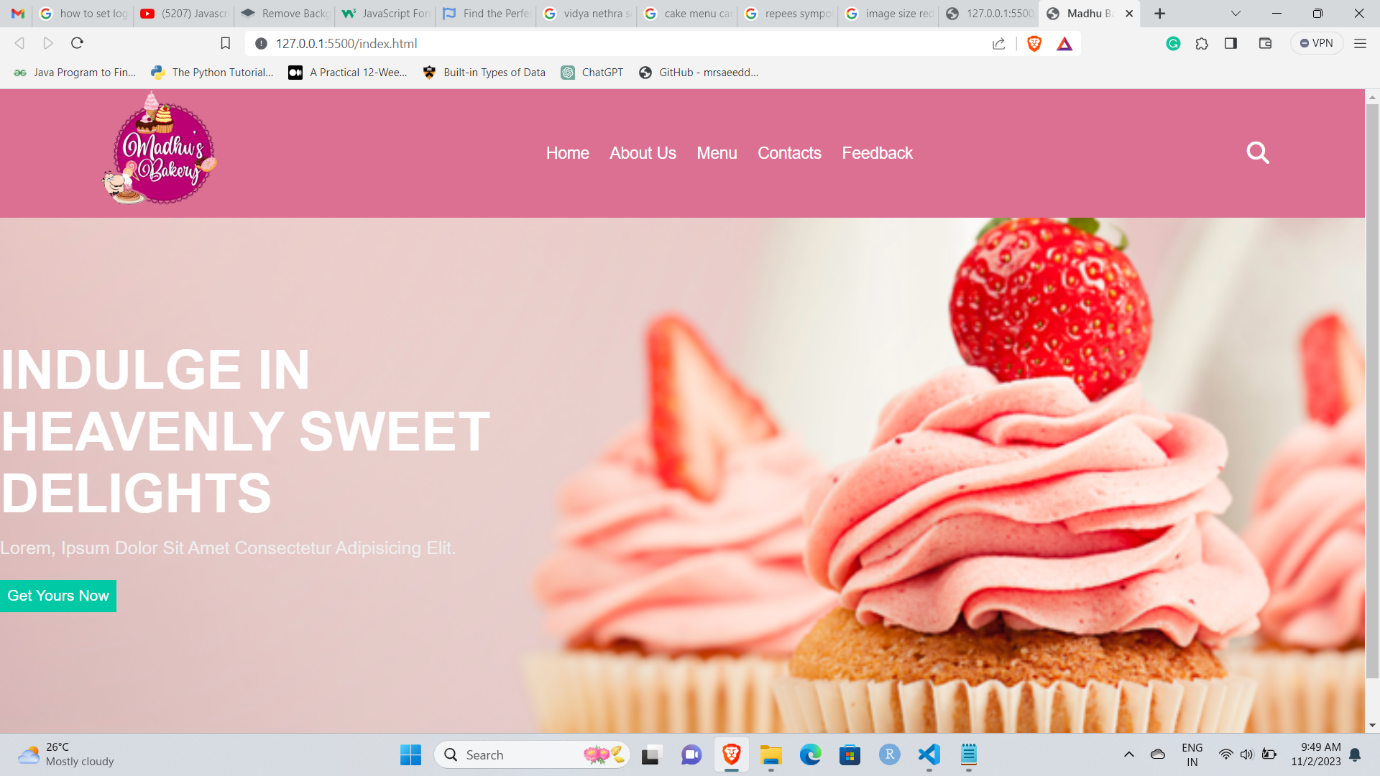 how to set log
(5207) Javasc
Remove Back
JavaScript For
Find the Perfe
vidya nethra s
cake menu ca
repees sympo
image size re
127.0.0.1:5500
Madhu B
127.0.0.1:5500/index.html
VPN
Java Program to Fin...
The Python Tutorial...
A Practical 12-Wee...
Built-in Types of Data
ChatGPT
GitHub - mrsaeedd...
Madhu's
Bakery
Home
About Us
Menu
Contacts
Feedback
INDULGE IN
HEAVENLY SWEET
DELIGHTS
Lorem, Ipsum Dolor Sit Amet Consectetur Adipisicing Elit.
Get Yours Now
26°C
Mostly cloudy
Search
R
ENG
IN
9:49 AM
11/2/2023